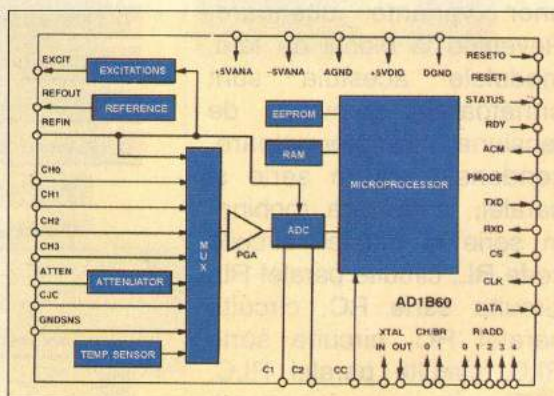 EXCIT
EXCITATIONS
+5VANA -5VANA AGND +5VDIG DGND
RESETO
REFOUT
REFERENCE
RESETI
REFIN
EEPROM
STATUS
RDY
RAM
ACM
CH0
MICROPROCESSOR
PMODE
CH1
TXD
CH2
MUX
PGA
ADC
RXD
CH3
CS
ATTEN
ATTENUATOR
CLK
CJC
AD1B60
DATA
GNDSNS
XTAL CH/BR R/ADD
TEMP. SENSOR
IN OUT 0 1 0 1 2 3 4
C1 C2 CC